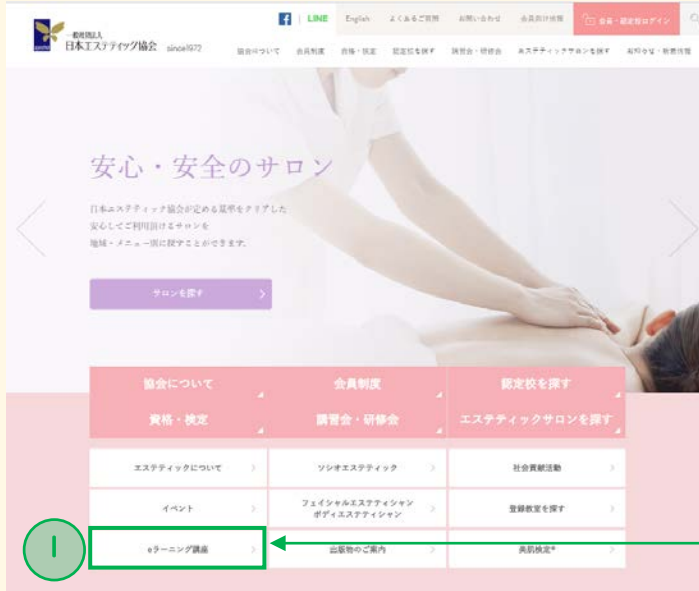 一般社団法人
日本エステティック協会 since1972
f | LINE English よくあるご質問 お問い合わせ 会員向け情報 会員・認定校ログイン
協会について 会員制度 資格・検定 認定校を探す 講習会・研修会 エステティックサロンを探す お知らせ・新着情報
安心・安全のサロン
日本エステティック協会が定める基準をクリアした
安心してご利用頂けるサロンを
地域・メニュー別に探すことができます。
サロンを探す
協会について 会員制度 認定校を探す
資格・検定 講習会・研修会 エステティックサロンを探す
エステティックについて ソシオエステティック 社会貢献活動
イベント フェイシャルエステティシャン
ボディエステティシャン 登録教室を探す
1 eラーニング講座 出版物のご案内 美肌検定®